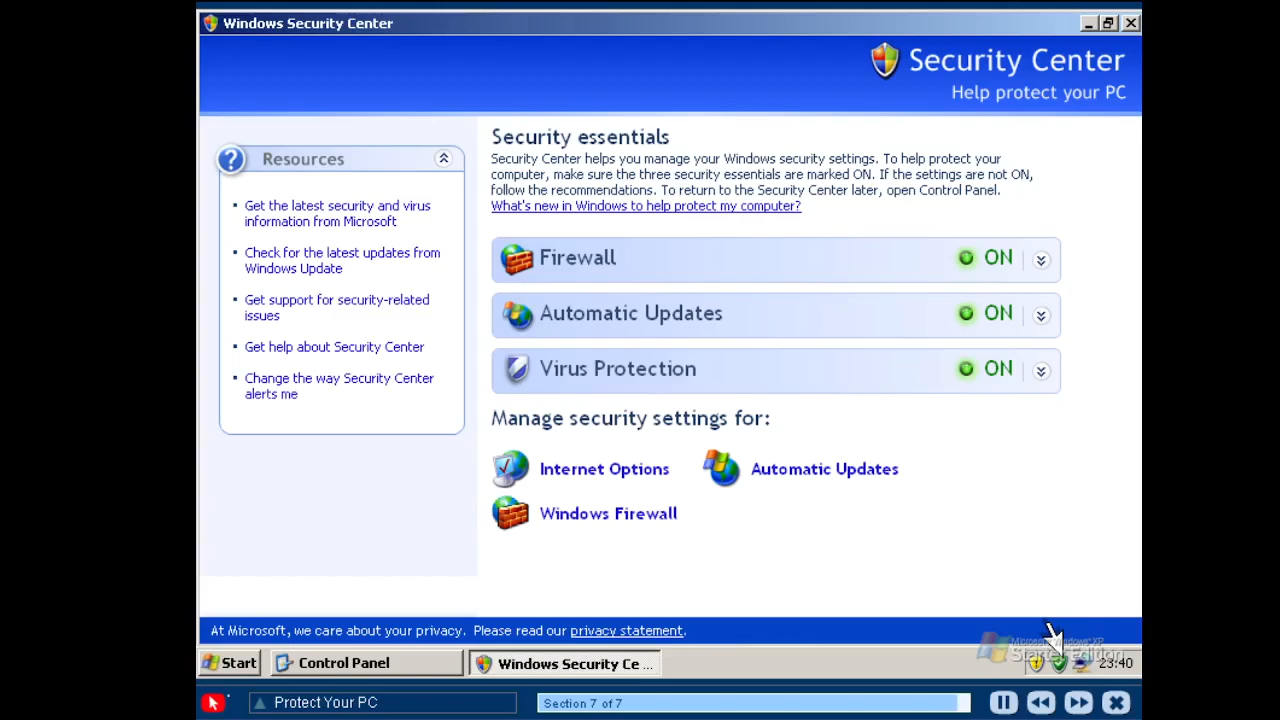 Windows Security Center
Security Center
Help protect your PC
Resources
Get the latest security and virus
information from Microsoft
Check for the latest updates from
Windows Update
Get support for security-related
issues
Get help about Security Center
Change the way Security Center
alerts me
Security essentials
Security Center helps you manage your Windows security settings. To help protect your
computer, make sure the three security essentials are marked ON. If the settings are not ON,
follow the recommendations. To return to the Security Center later, open Control Panel.
What's new in Windows to help protect my computer?
Firewall ON
Automatic Updates ON
Virus Protection ON
Manage security settings for:
Internet Options Automatic Updates
Windows Firewall
At Microsoft, we care about your privacy. Please read our privacy statement.
Microsoft Windows XP
Starter Edition
Start Control Panel Windows Security Ce ... 23:40
Protect Your PC Section 7 of 7